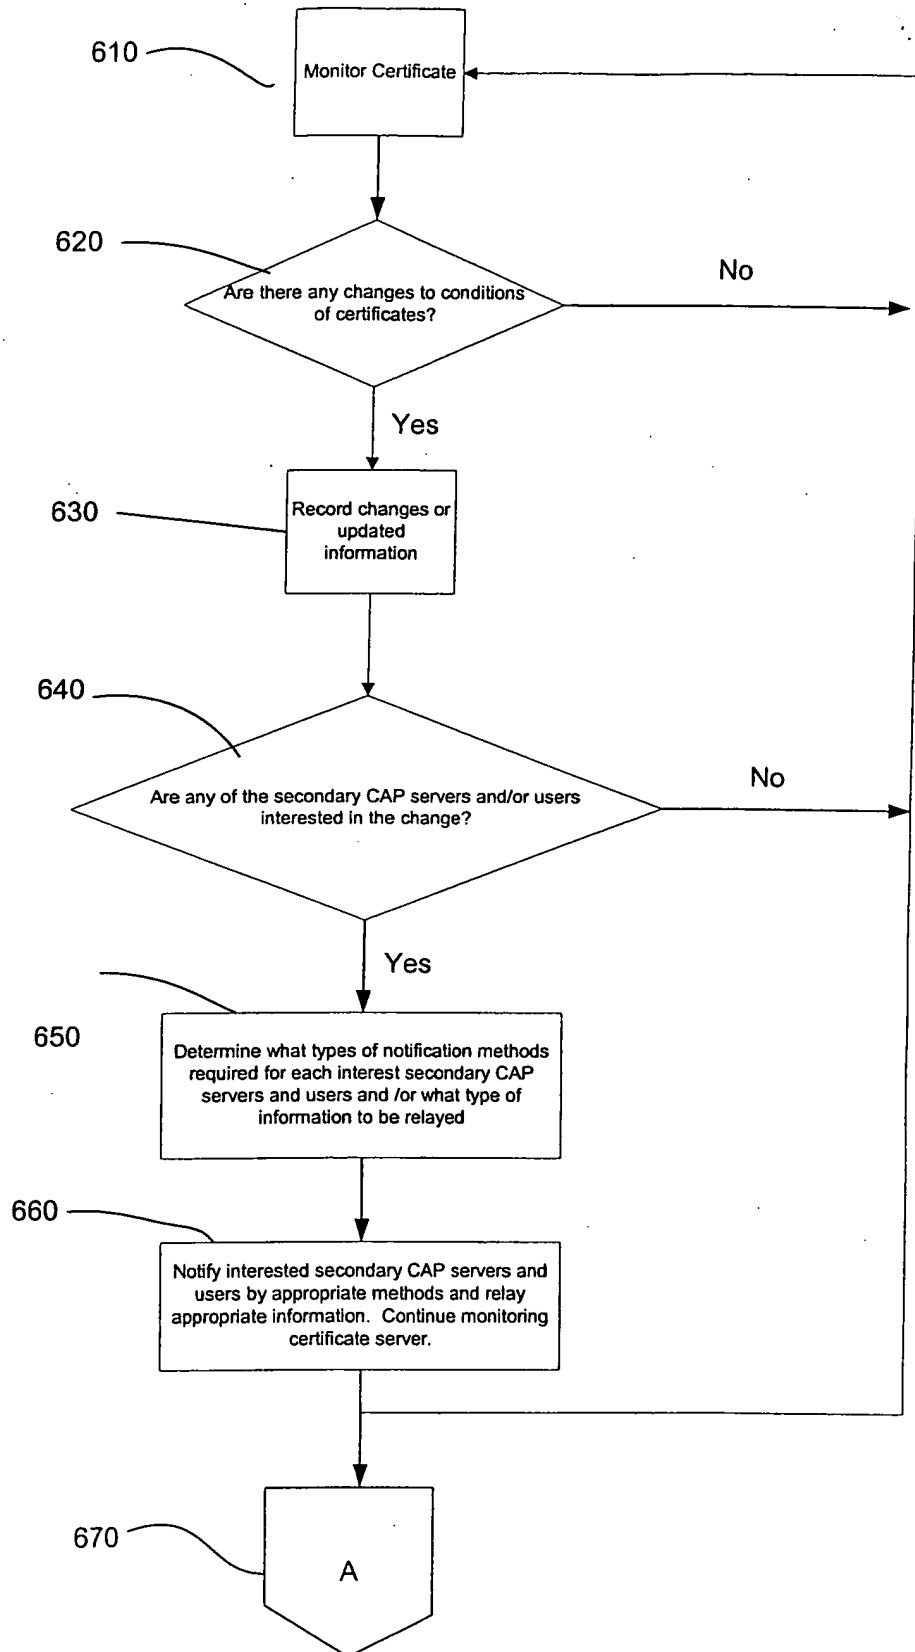 610
Monitor Certificate
620
Are there any changes to conditions
of certificates?
No
Yes
630
Record changes or
updated
information
640
Are any of the secondary CAP servers and/or users
interested in the change?
No
Yes
650
Determine what types of notification methods
required for each interest secondary CAP
servers and users and /or what type of
information to be relayed
660
Notify interested secondary CAP servers and
users by appropriate methods and relay
appropriate information. Continue monitoring
certificate server.
670
A